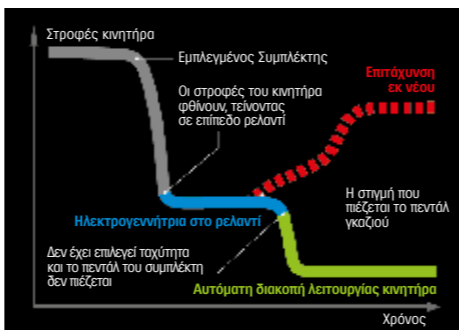 Στροφές κινητήρα
Εμπλεγμένος Συμπλέκτης
Επιτάχυνση
εκ νέου
Οι στροφές του κινητήρα
φθίνουν, τείνοντας
σε επίπεδο ρελαντί
Η στιγμή που
πιέζεται το πεντάλ
γκαζιού
Ηλεκτρογεννήτρια στο ρελαντί
Δεν έχει επιλεγεί ταχύτητα
και το πεντάλ του συμπλέκτη
δεν πιέζεται
Αυτόματη διακοπή λειτουργίας κινητήρα
Χρόνος